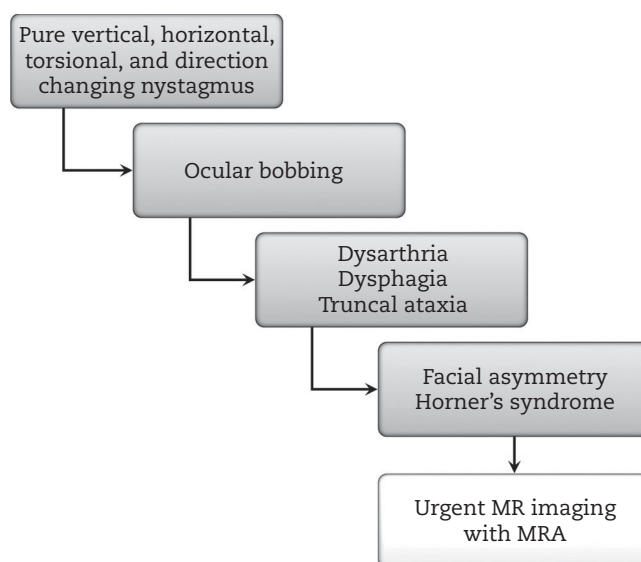 Pure vertical, horizontal,
torsional, and direction
changing nystagmus
Ocular bobbing
Dysarthria
Dysphagia
Truncal ataxia
Facial asymmetry
Horner’s syndrome
Urgent MR imaging
with MRA